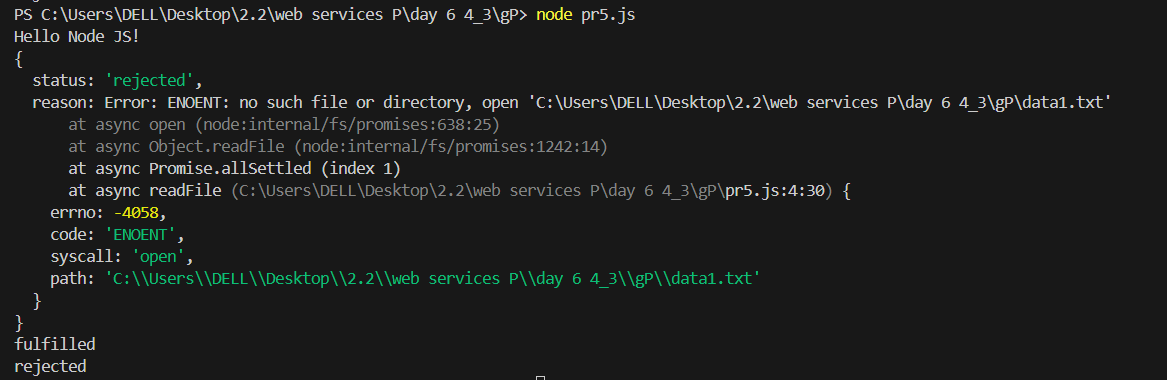 PS C:\Users\DELL\Desktop\2.2\web services P\day 6 4_3\gP> node pr5.js
Hello Node JS!
{
  status: 'rejected',
  reason: Error: ENOENT: no such file or directory, open 'C:\Users\DELL\Desktop\2.2\web services P\day 6 4_3\gP\data1.txt'
      at async open (node:internal/fs/promises:638:25)
      at async Object.readFile (node:internal/fs/promises:1242:14)
      at async Promise.allSettled (index 1)
      at async readFile (C:\Users\DELL\Desktop\2.2\web services P\day 6 4_3\gP\pr5.js:4:30) {
    errno: -4058,
    code: 'ENOENT',
    syscall: 'open',
    path: 'C:\\Users\\DELL\\Desktop\\2.2\\web services P\\day 6 4_3\\gP\\data1.txt'
  }
}
fulfilled
rejected